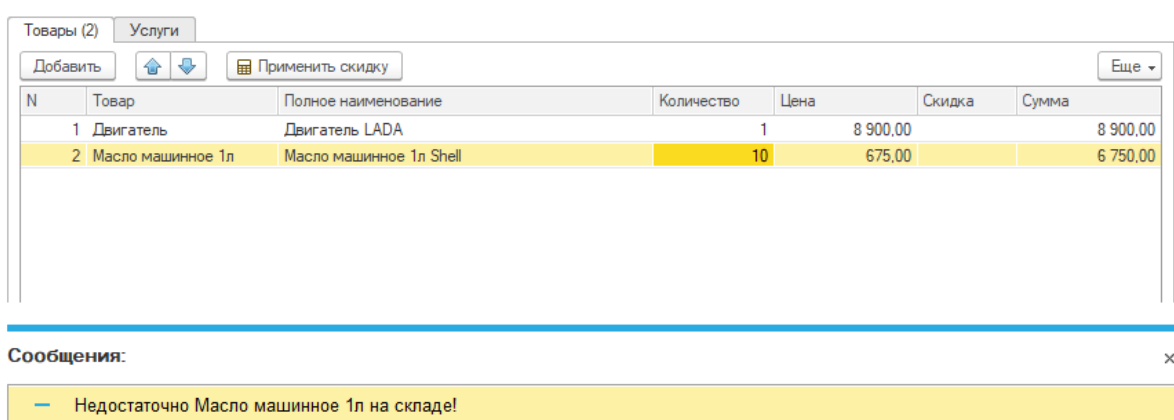 Товары (2) Услуги
Добавить Применить скидку Еще
N Товар Полное наименование Количество Цена Скидка Сумма
1 Двигатель Двигатель LADA 1 8 900,00 8 900,00
2 Масло машинное 1л Масло машинное 1л Shell 10 675,00 6 750,00
Сообщения:
Недостаточно Масло машинное 1л на складе!